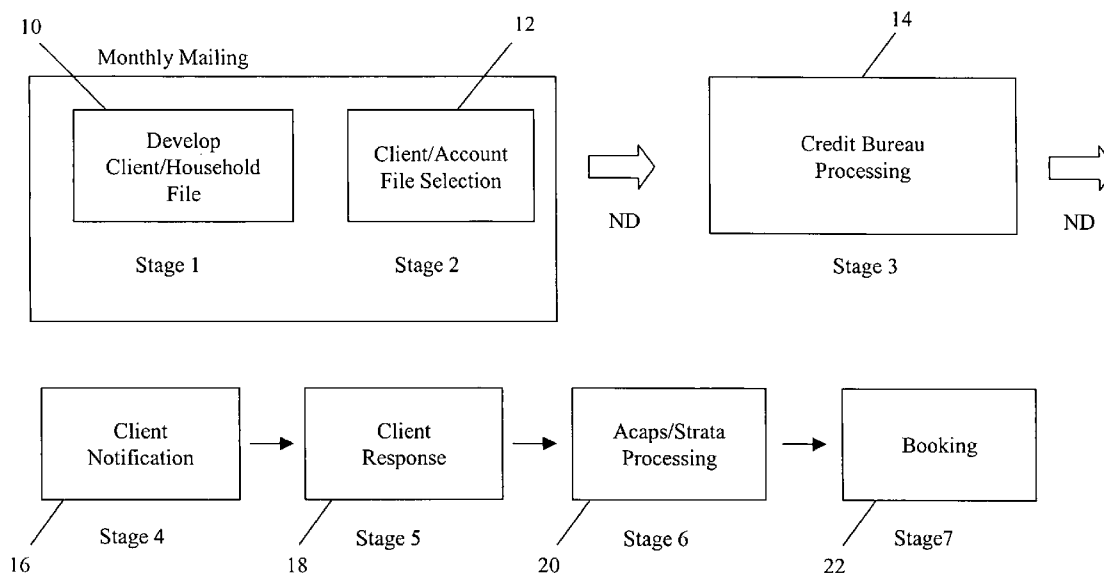 10
12
14
Monthly Mailing
Develop
Client/Household
File
Client/Account
File Selection
Credit Bureau
Processing
ND
ND
Stage 1
Stage 2
Stage 3
Client
Notification
Client
Response
Acaps/Strata
Processing
Booking
16
Stage 4
18
Stage 5
20
Stage 6
22
Stage7